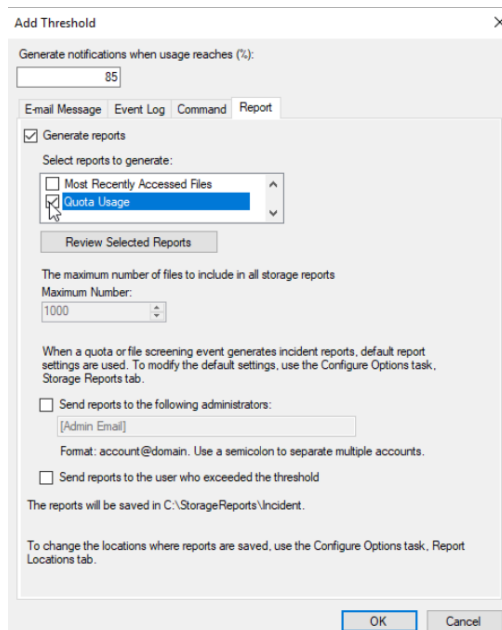 Add Threshold
Generate notifications when usage reaches (%):
85
E-mail Message Event Log Command Report
Generate reports
Select reports to generate:
Most Recently Accessed Files
Quota Usage
Review Selected Reports
The maximum number of files to include in all storage reports
Maximum Number:
1000
When a quota or file screening event generates incident reports, default report
settings are used. To modify the default settings, use the Configure Options task,
Storage Reports tab.
Send reports to the following administrators:
[Admin Email]
Format: account@domain. Use a semicolon to separate multiple accounts.
Send reports to the user who exceeded the threshold
The reports will be saved in C:\StorageReports\Incident.
To change the locations where reports are saved, use the Configure Options task, Report
Locations tab.
OK Cancel